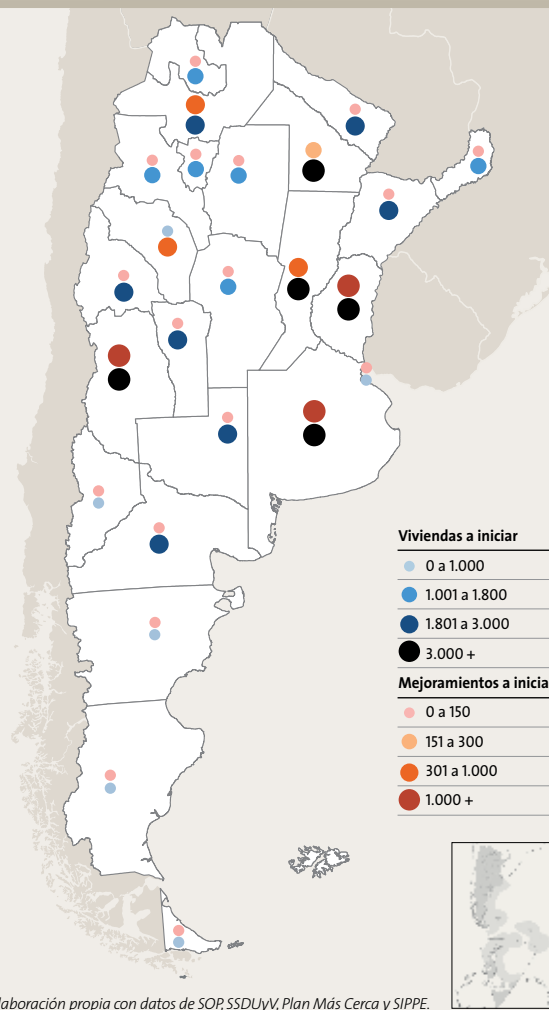 Viviendas a iniciar
0 a 1.000
1.001 a 1.800
1.801 a 3.000
3.000 +
Mejoramientos a inicia
0 a 150
151 a 300
301 a 1.000
1.000 +
laboración propia con datos de SOP, SSDUyV, Plan Más Cerca y SIPPE.